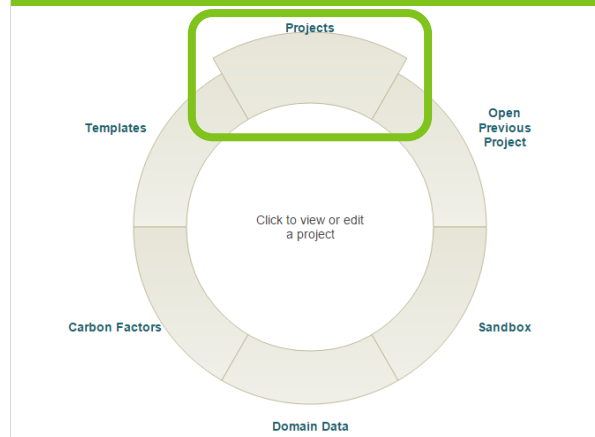 Projects
Templates
Open
Previous
Project
Click to view or edit
a project
Carbon Factors
Sandbox
Domain Data